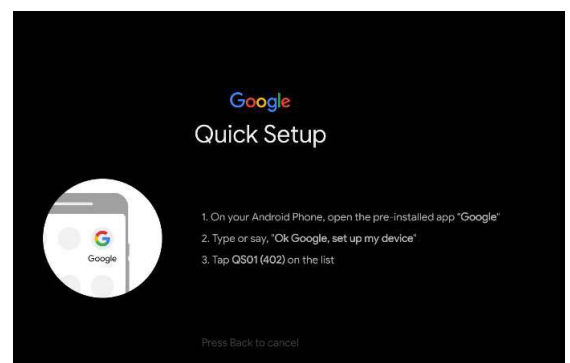 Google
Quick Setup
1. On your Android Phone, open the pre-installed app "Google"
2. Type or say, "Ok Google, set up my device"
3. Tap QS01 (402) on the list
G
Google
Press Back to cancel